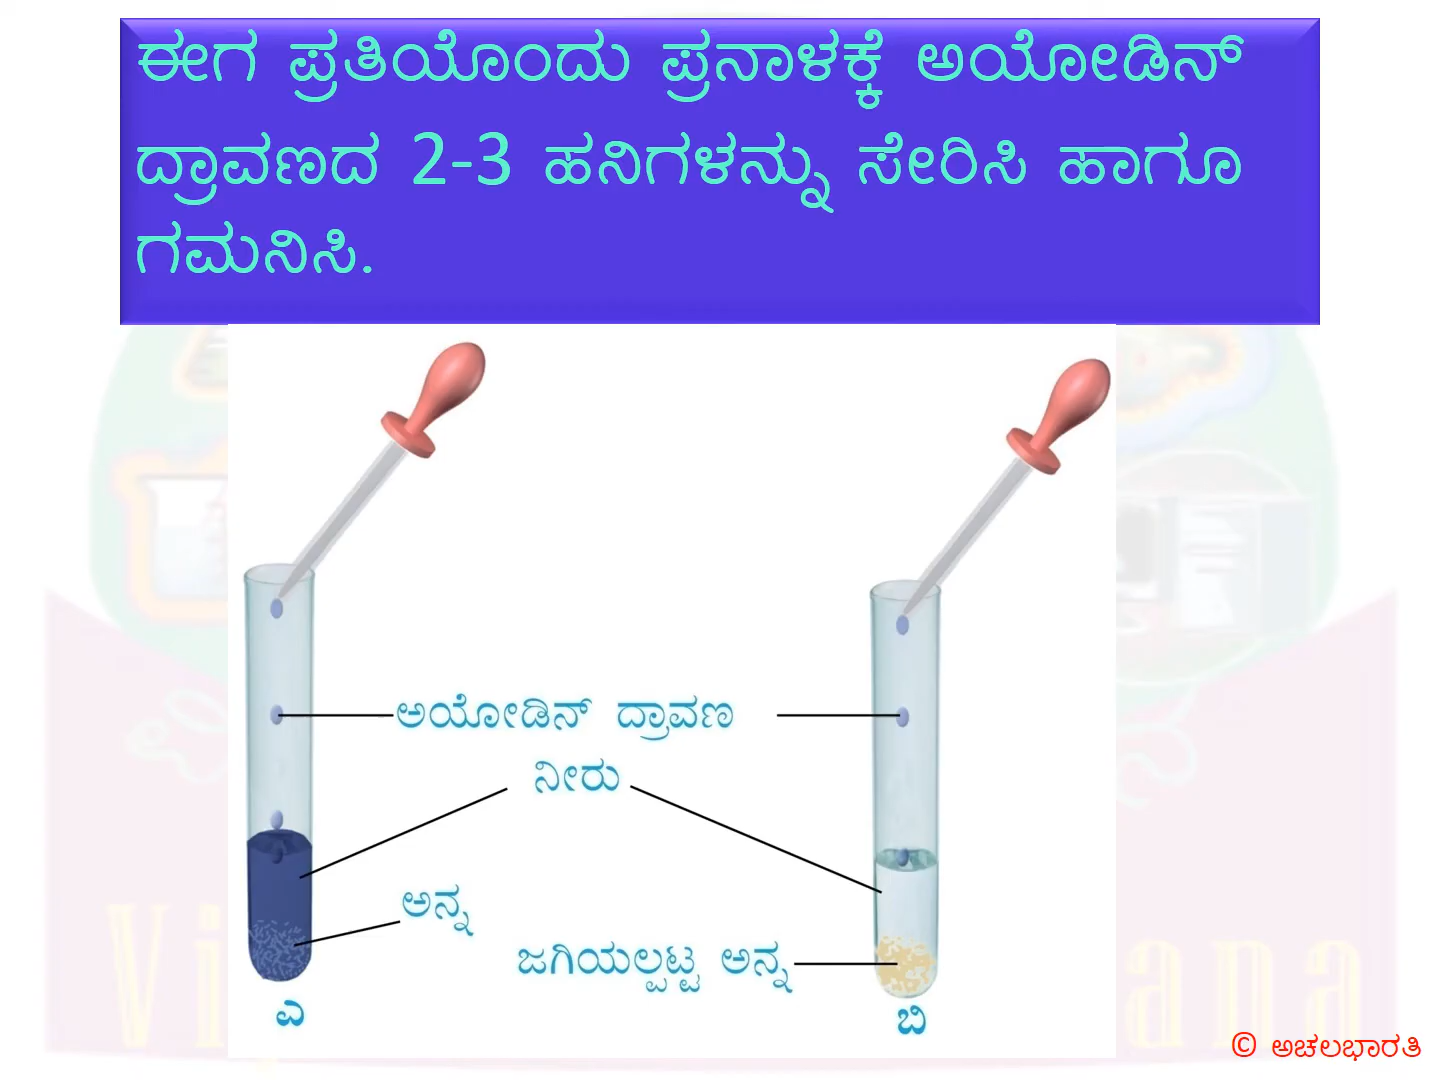 ಈಗ ಪ್ರತಿಯೊಂದು ಪ್ರನಾಳಕ್ಕೆ ಅಯೋಡಿನ್
ದ್ರಾವಣದ 2-3 ಹನಿಗಳನ್ನು ಸೇರಿಸಿ ಹಾಗೂ
ಗಮನಿಸಿ.
ಅಯೋಡಿನ್ ದ್ರಾವಣ
ನೀರು
ಅನ್ನ
ಜಗಿಯಲ್ಪಟ್ಟ ಅನ್ನ
ಎ
ಬಿ
© ಅಚಲಭಾರತಿ